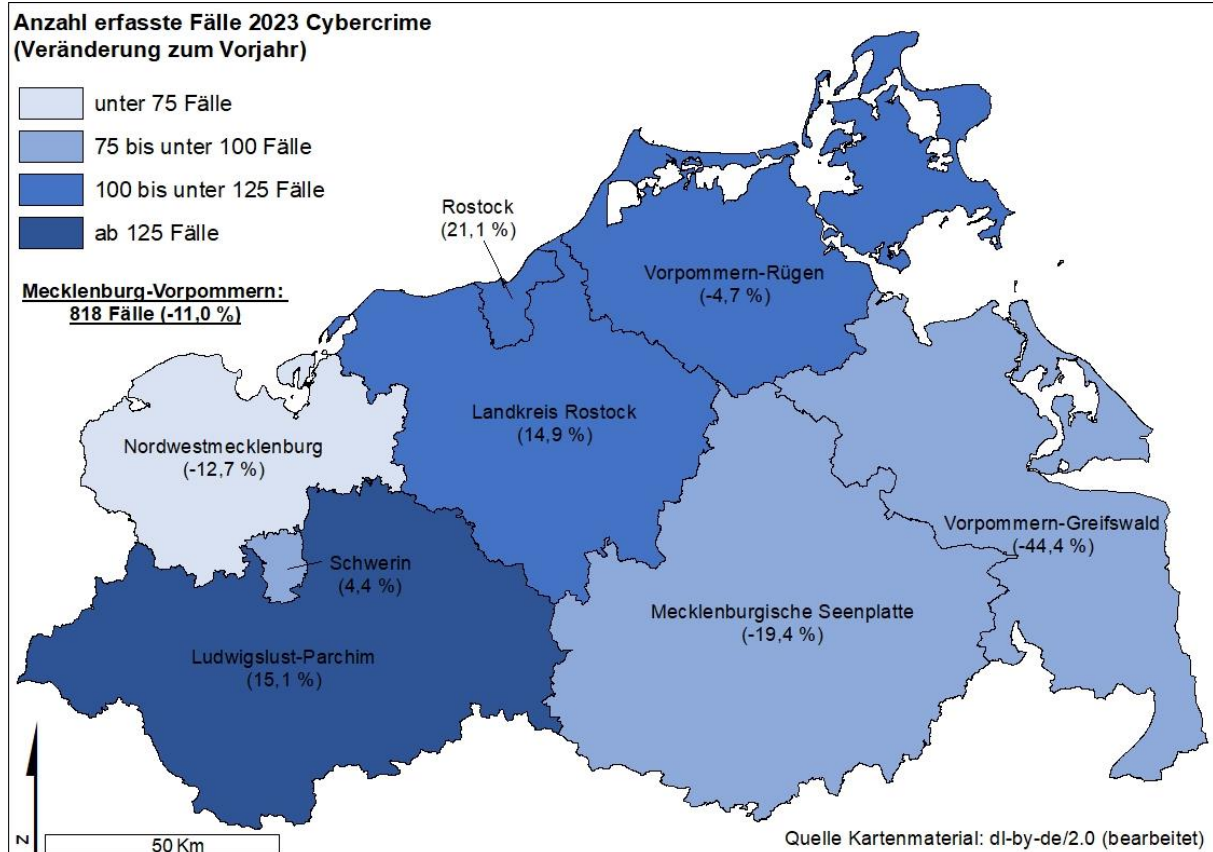 Anzahl erfasste Fälle 2023 Cybercrime
(Veränderung zum Vorjahr)
unter 75 Fälle
75 bis unter 100 Fälle
100 bis unter 125 Fälle
ab 125 Fälle
Mecklenburg-Vorpommern:
818 Fälle (-11,0 %)
Rostock
(21,1 %)
Vorpommern-Rügen
(-4,7 %)
Landkreis Rostock
(14,9 %)
Nordwestmecklenburg
(-12,7 %)
Vorpommern-Greifswald
(-44,4 %)
Schwerin
(4,4 %)
Mecklenburgische Seenplatte
(-19,4 %)
Ludwigslust-Parchim
(15,1 %)
N
50 Km
Quelle Kartenmaterial: dl-by-de/2.0 (bearbeitet)